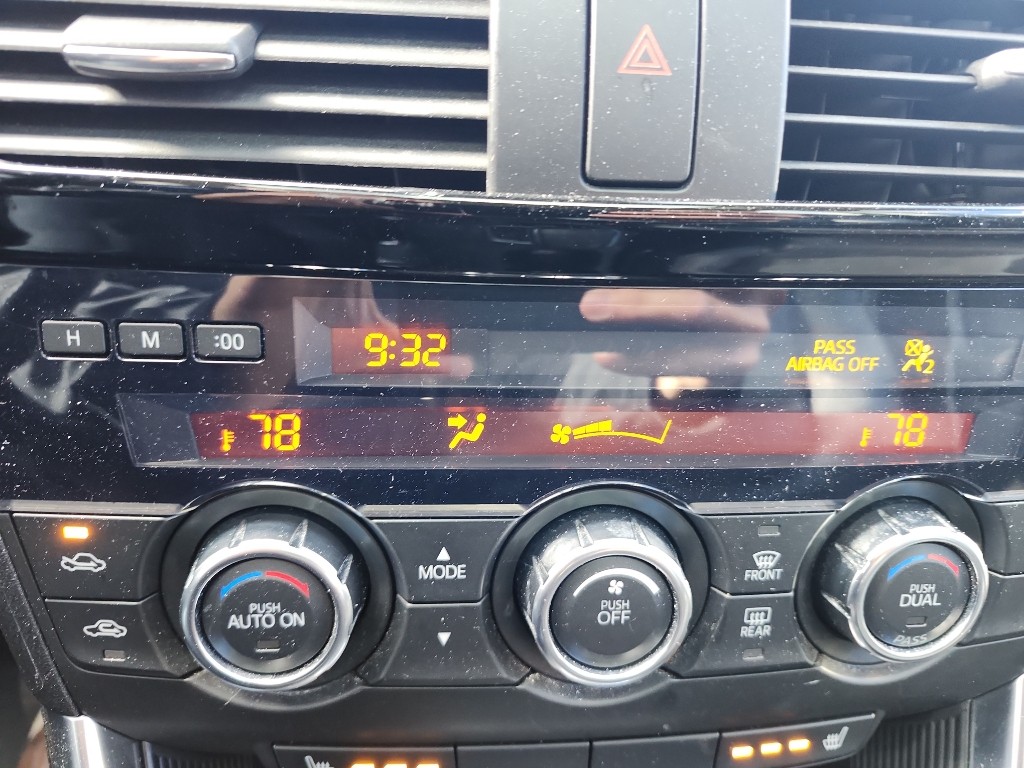 H M :00
9:32
PASS
AIRBAG OFF
2
78
78
PUSH
AUTO ON
MODE
PUSH
OFF
FRONT
REAR
PUSH
DUAL
PASS